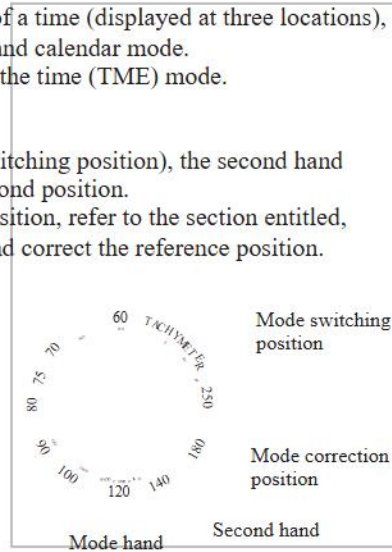 of a time (displayed at three locations),
and calendar mode.
the time (TME) mode.
itching position), the second hand
ond position.
sition, refer to the section entitled,
d correct the reference position.
60 TACHYMETER
250
70
75
80
90
100
120
140
180
Mode switching
position
Mode correction
position
Second hand
Mode hand